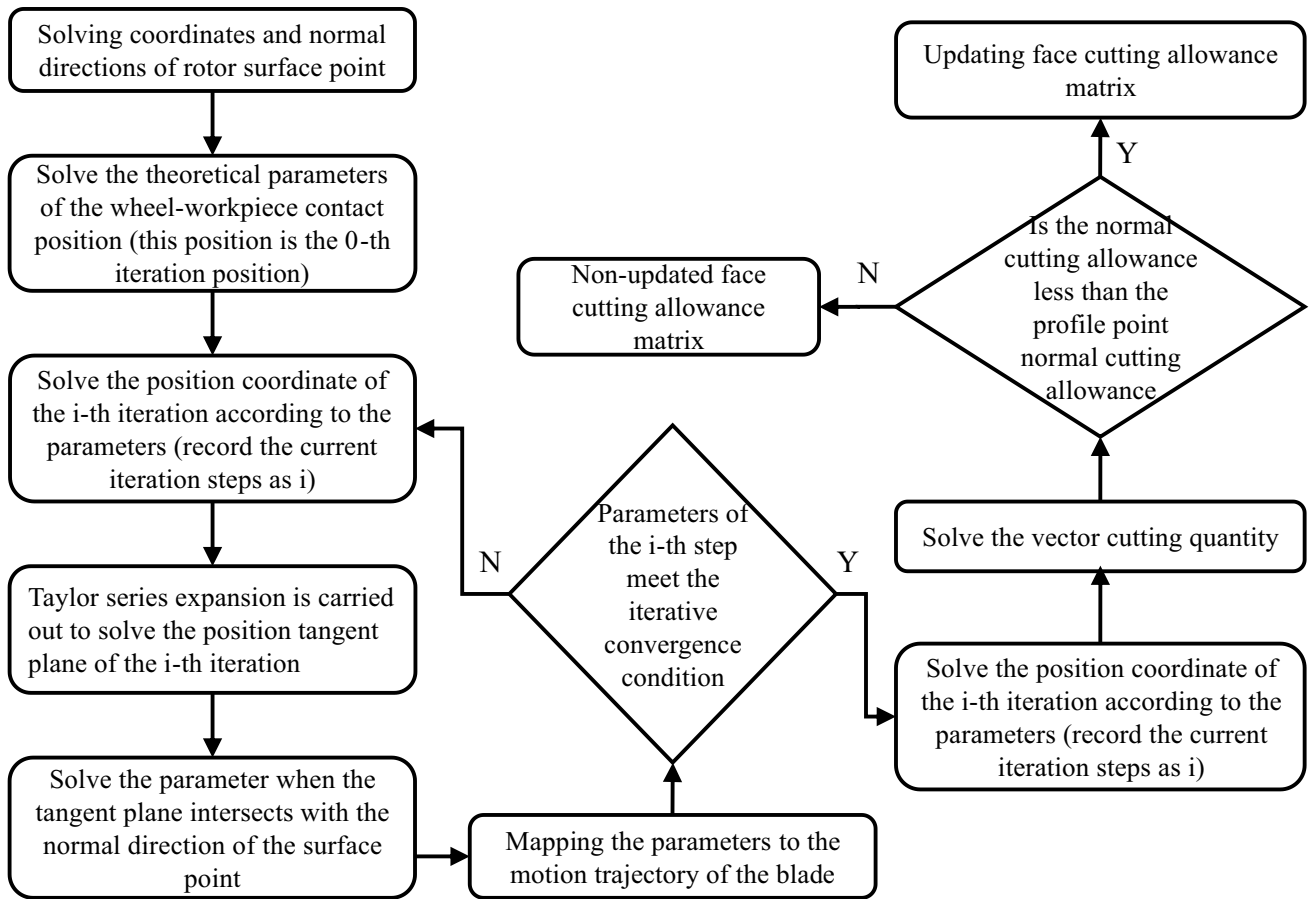 Solving coordinates and normal
directions of rotor surface point
Solve the theoretical parameters
of the wheel-workpiece contact
position (this position is the 0-th
iteration position)
Solve the position coordinate of
the i-th iteration according to the
parameters (record the current
iteration steps as i)
Taylor series expansion is carried
out to solve the position tangent
plane of the i-th iteration
Solve the parameter when the
tangent plane intersects with the
normal direction of the surface
point
Mapping the parameters to the
motion trajectory of the blade
Parameters of
the i-th step
meet the
iterative
convergence
condition
N
Y
Solve the position coordinate of
the i-th iteration according to the
parameters (record the current
iteration steps as i)
Solve the vector cutting quantity
Is the normal
cutting allowance
less than the
profile point
normal cutting
allowance
N
Non-updated face
cutting allowance
matrix
Y
Updating face cutting allowance
matrix